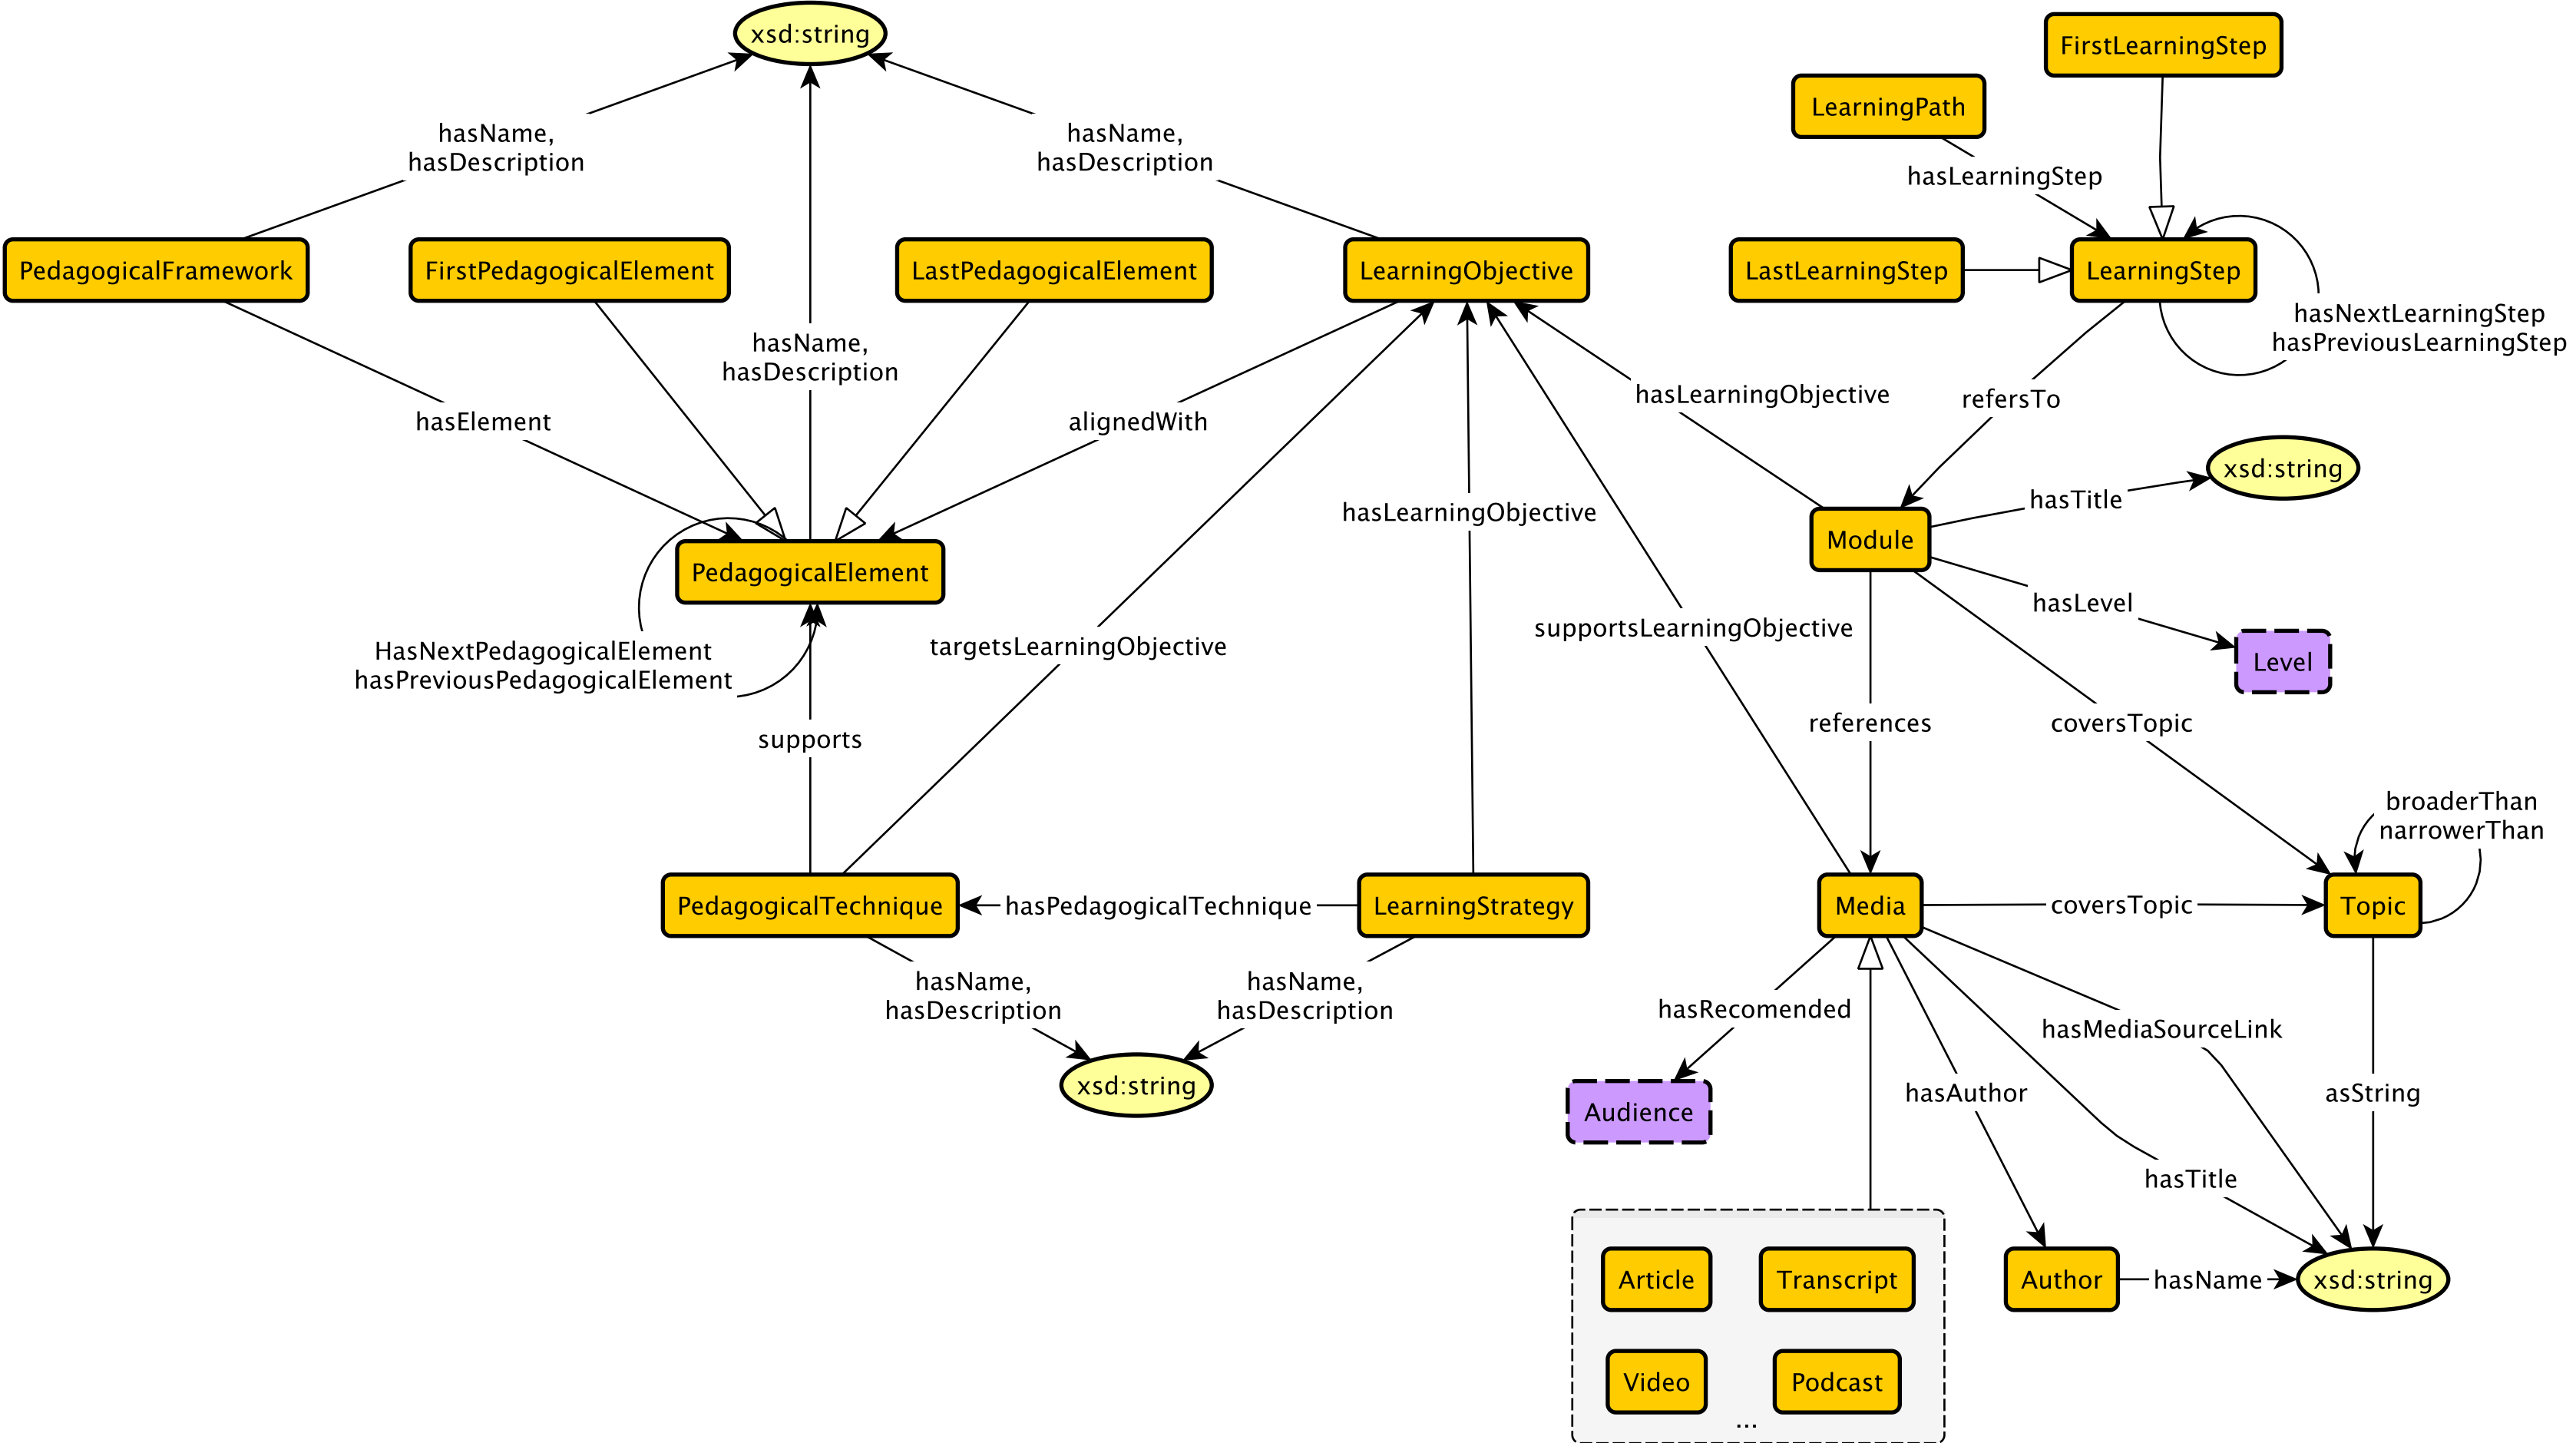 xsd:string
FirstLearningStep
LearningPath
hasName,
hasDescription
hasName,
hasDescription
hasLearningStep
PedagogicalFramework
FirstPedagogicalElement
LastPedagogicalElement
LearningObjective
LastLearningStep
LearningStep
hasNextLearningStep
hasPreviousLearningStep
hasName,
hasDescription
hasElement
alignedWith
hasLearningObjective
refersTo
xsd:string
hasTitle
hasLearningObjective
Module
PedagogicalElement
hasLevel
supportsLearningObjective
HasNextPedagogicalElement
hasPreviousPedagogicalElement
targetsLearningObjective
Level
supports
references
coversTopic
broaderThan
narrowerThan
PedagogicalTechnique
hasPedagogicalTechnique
LearningStrategy
Media
coversTopic
Topic
hasName,
hasDescription
hasName,
hasDescription
hasRecomended
hasMediaSourceLink
xsd:string
Audience
hasAuthor
asString
hasTitle
Article
Transcript
Author
hasName
xsd:string
Video
Podcast
...